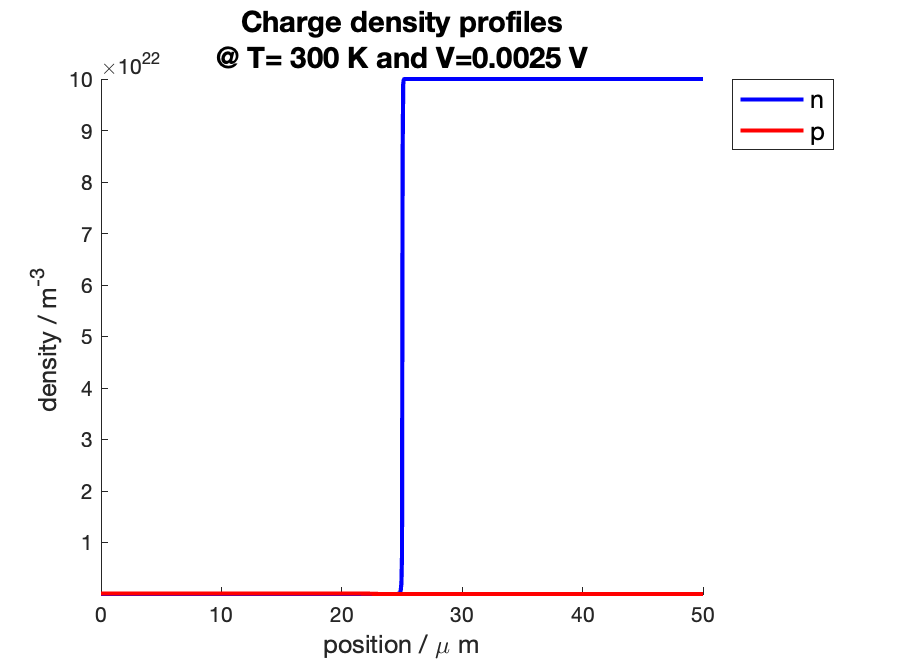 Charge density profiles
@ T= 300 K and V=0.0025 V
×10²²
10
9
8
7
6
5
4
3
2
1
density / m⁻³
0
10
20
30
40
50
position / μ m
n
p